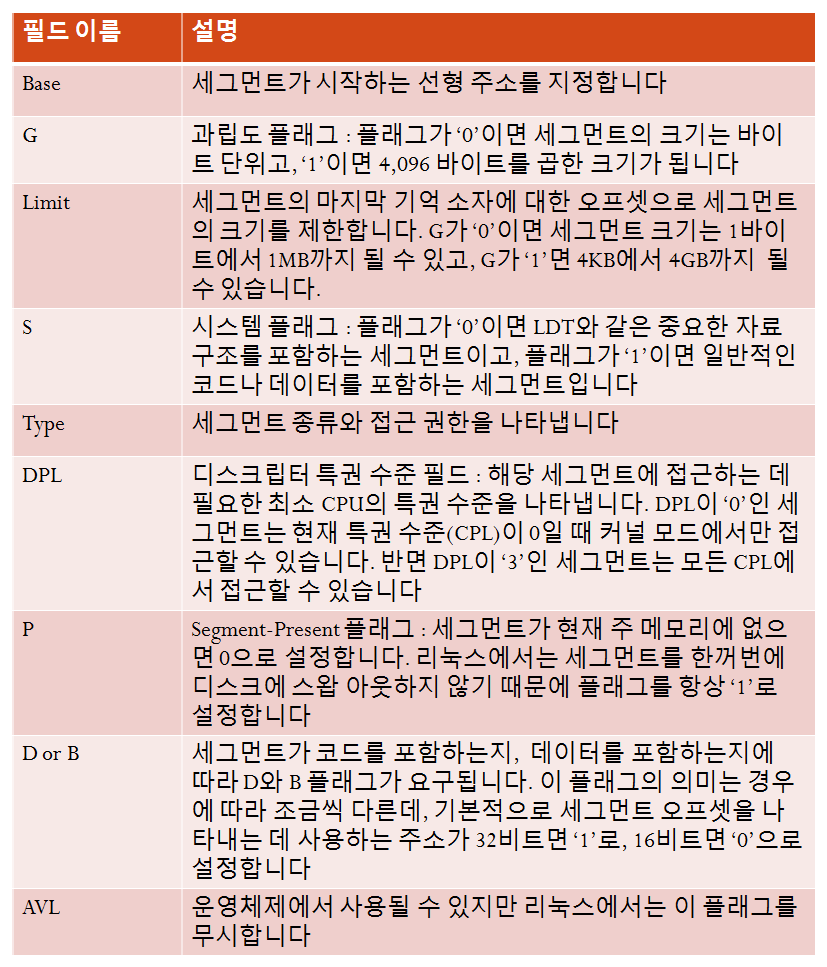 필드 이름 설명
Base 세그먼트가 시작하는 선형 주소를 지정합니다
G 과립도 플래그 : 플래그가 ‘0’이면 세그먼트의 크기는 바이
트 단위고, ‘1’이면 4,096 바이트를 곱한 크기가 됩니다
Limit 세그먼트의 마지막 기억 소자에 대한 오프셋으로 세그먼트
의 크기를 제한합니다. G가 ‘0’이면 세그먼트 크기는 1바이
트에서 1MB까지 될 수 있고, G가 ‘1’면 4KB에서 4GB까지 될
수 있습니다.
S 시스템 플래그 : 플래그가 ‘0’이면 LDT와 같은 중요한 자료
구조를 포함하는 세그먼트이고, 플래그가 ‘1’이면 일반적인
코드나 데이터를 포함하는 세그먼트입니다
Type 세그먼트 종류와 접근 권한을 나타냅니다
DPL 디스크립터 특권 수준 필드 : 해당 세그먼트에 접근하는 데
필요한 최소 CPU의 특권 수준을 나타냅니다. DPL이 ‘0’인 세
그먼트는 현재 특권 수준(CPL)이 0일 때 커널 모드에서만 접
근할 수 있습니다. 반면 DPL이 ‘3’인 세그먼트는 모든 CPL에
서 접근할 수 있습니다
P Segment-Present 플래그 : 세그먼트가 현재 주 메모리에 없으
면 0으로 설정합니다. 리눅스에서는 세그먼트를 한꺼번에
디스크에 스왑 아웃하지 않기 때문에 플래그를 항상 ‘1’로
설정합니다
D or B 세그먼트가 코드를 포함하는지, 데이터를 포함하는지에
따라 D와 B 플래그가 요구됩니다. 이 플래그의 의미는 경우
에 따라 조금씩 다른데, 기본적으로 세그먼트 오프셋을 나
타내는 데 사용하는 주소가 32비트면 ‘1’로, 16비트면 ‘0’으로
설정합니다
AVL 운영체제에서 사용될 수 있지만 리눅스에서는 이 플래그를
무시합니다